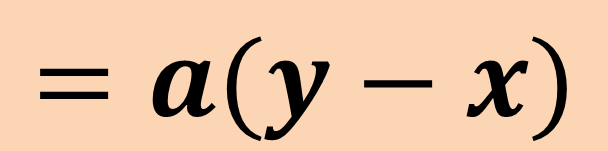 = a(y − x)